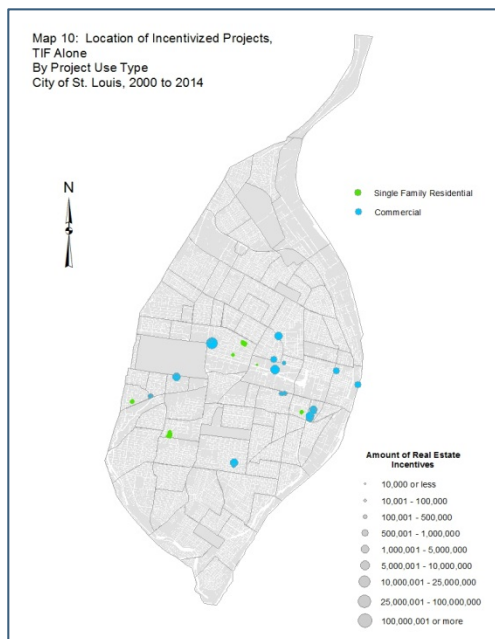 Map 10:  Location of Incentivized Projects,
TIF Alone
By Project Use Type
City of St. Louis, 2000 to 2014
N
Single Family Residential
Commercial
Amount of Real Estate
Incentives
10,000 or less
10,001 - 100,000
100,001 - 500,000
500,001 - 1,000,000
1,000,001 - 5,000,000
5,000,001 - 10,000,000
10,000,001 - 25,000,000
25,000,001 - 100,000,000
100,000,001 or more